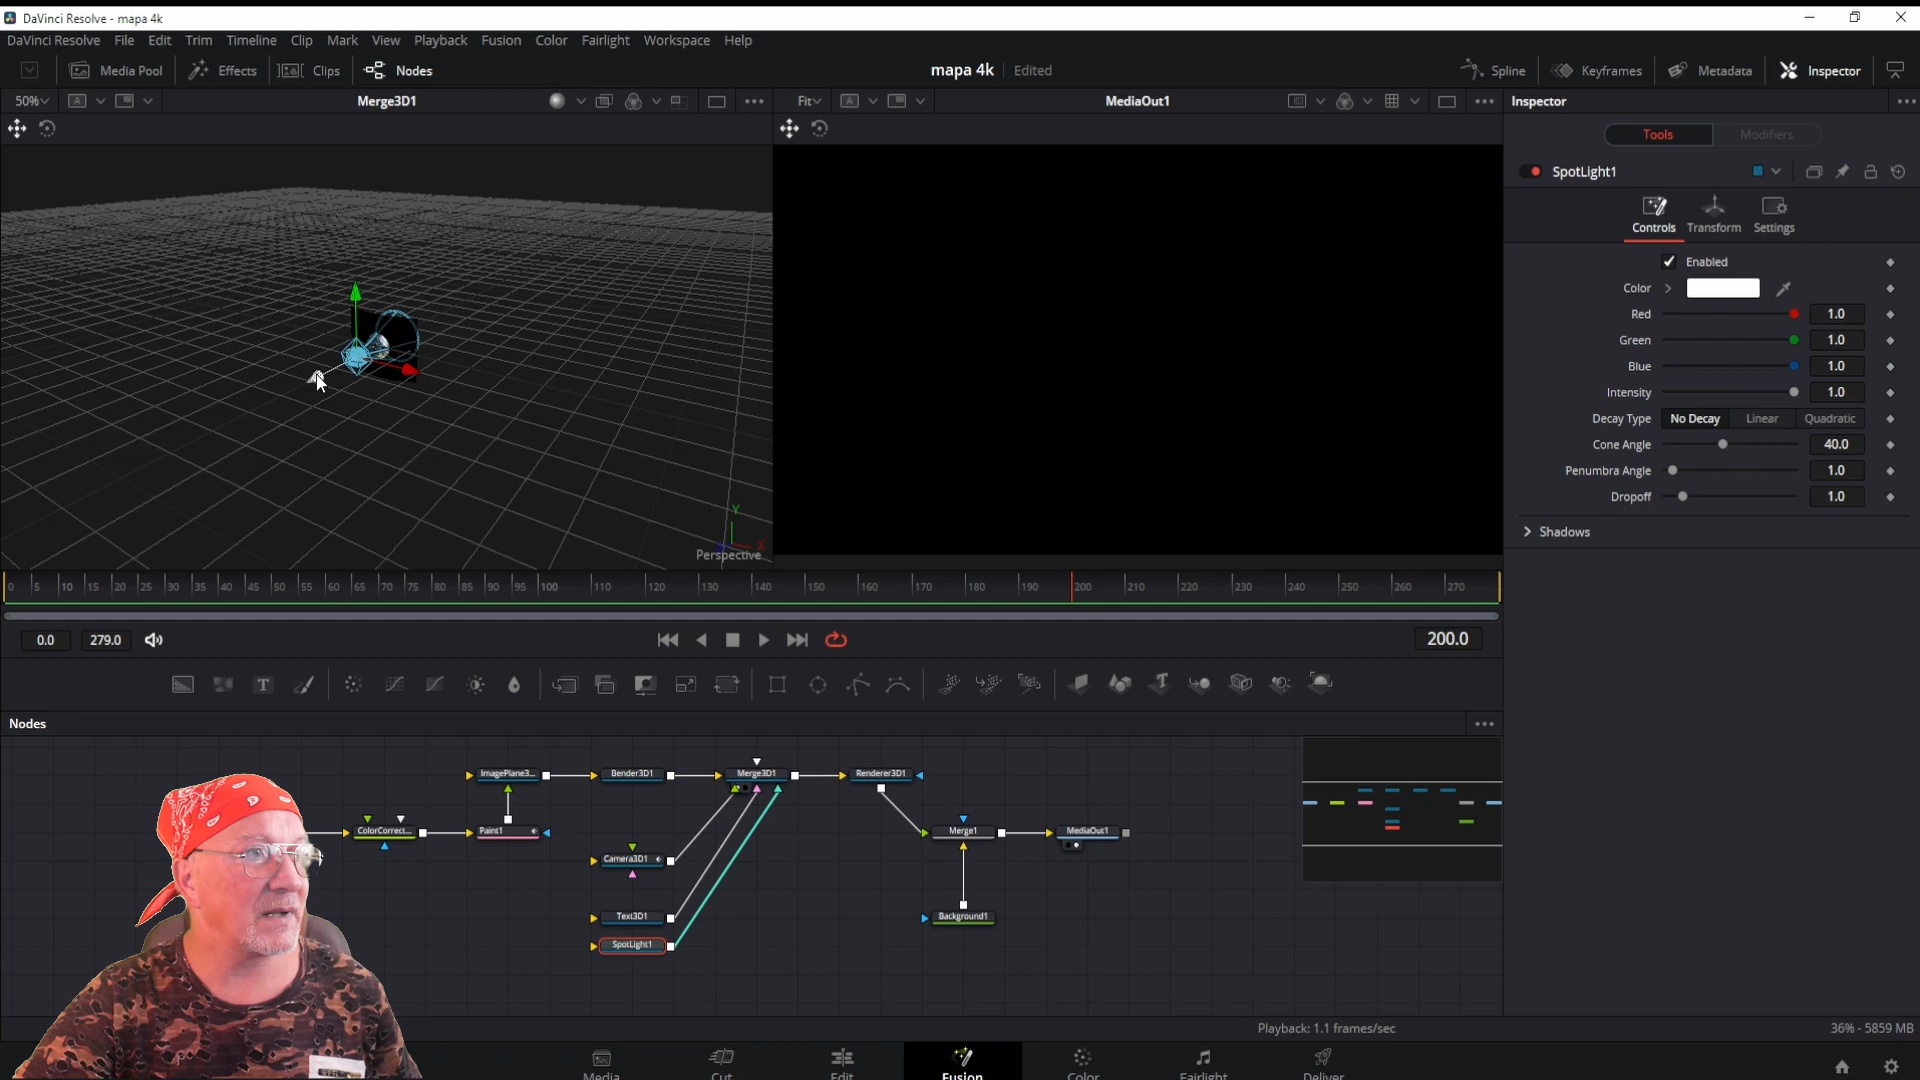 DaVinci Resolve - mapa 4k
DaVinci Resolve File Edit Trim Timeline Clip Mark View Playback Fusion Color Fairlight Workspace Help
Media Pool Effects Clips Nodes mapa 4k Edited Spline Keyframes Metadata Inspector
50% A Merge3D1 Fit A MediaOut1 Inspector
Tools Modifiers
SpotLight1
Controls Transform Settings
Enabled
Color
Red 1.0
Green 1.0
Blue 1.0
Intensity 1.0
Decay Type No Decay Linear Quadratic
Cone Angle 40.0
Penumbra Angle 1.0
Dropoff 1.0
Shadows
Y
X
Perspective
0 5 10 15 20 25 30 35 40 45 50 55 60 65 70 75 80 85 90 95 100 110 120 130 140 150 160 170 180 190 200 210 220 230 240 250 260 270
0.0 279.0 200.0
Nodes
ImagePlane3... Bender3D1 Merge3D1 Renderer3D1
ColorCorrect... Paint1 Merge1 MediaOut1
Camera3D1
Text3D1 Background1
SpotLight1
Playback: 1.1 frames/sec 36% - 5859 MB
Media Cut Edit Fusion Color Fairlight Deliver